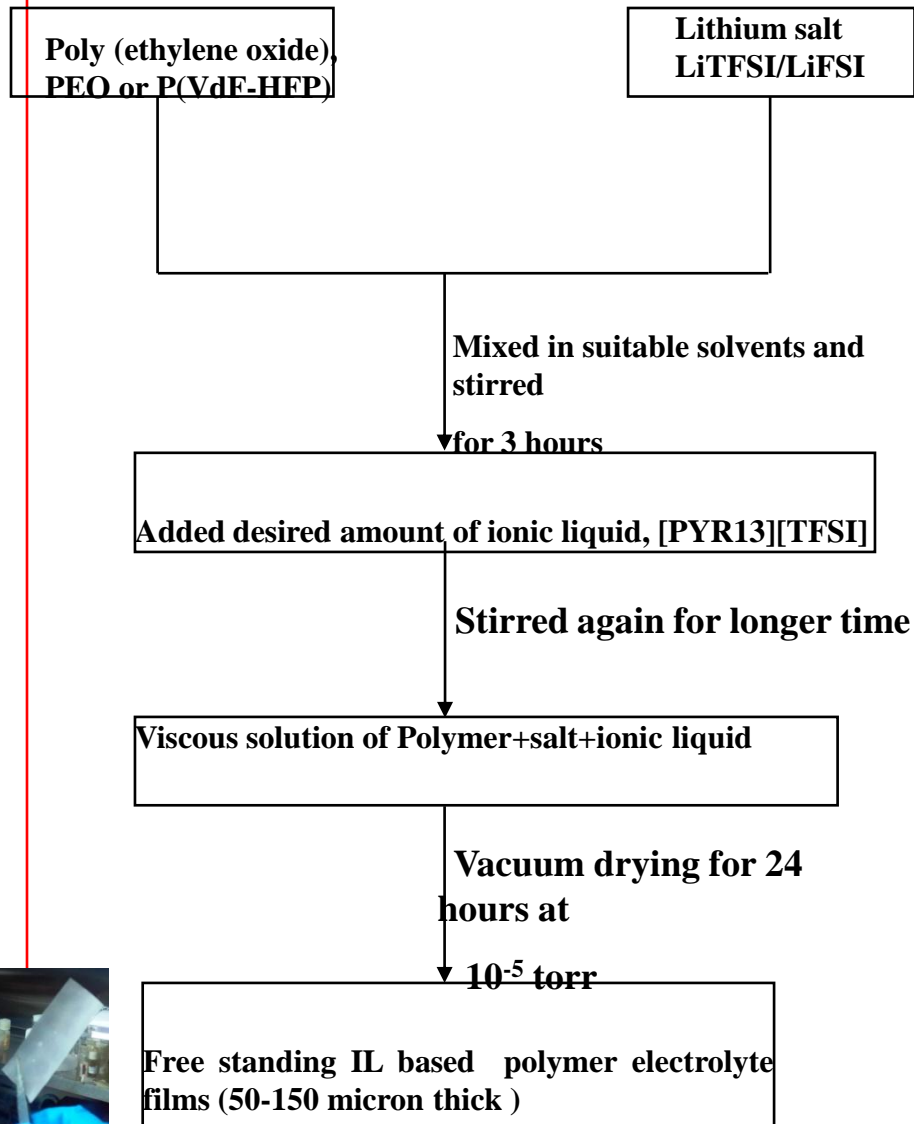 Poly (ethylene oxide),
PEO or P(VdF-HFP)
Lithium salt
LiTFSI/LiFSI
Mixed in suitable solvents and
stirred
for 3 hours
Added desired amount of ionic liquid, [PYR13][TFSI]
Stirred again for longer time
Viscous solution of Polymer+salt+ionic liquid
Vacuum drying for 24
hours at
10⁻⁵ torr
Free standing IL based polymer electrolyte
films (50-150 micron thick )